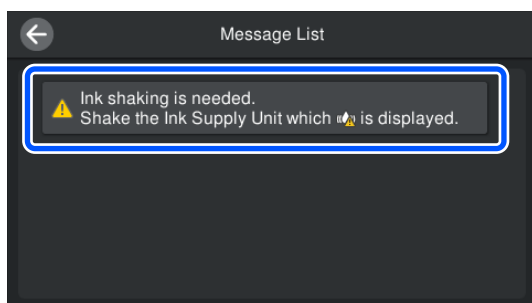 Message List
Ink shaking is needed.
Shake the Ink Supply Unit which is displayed.